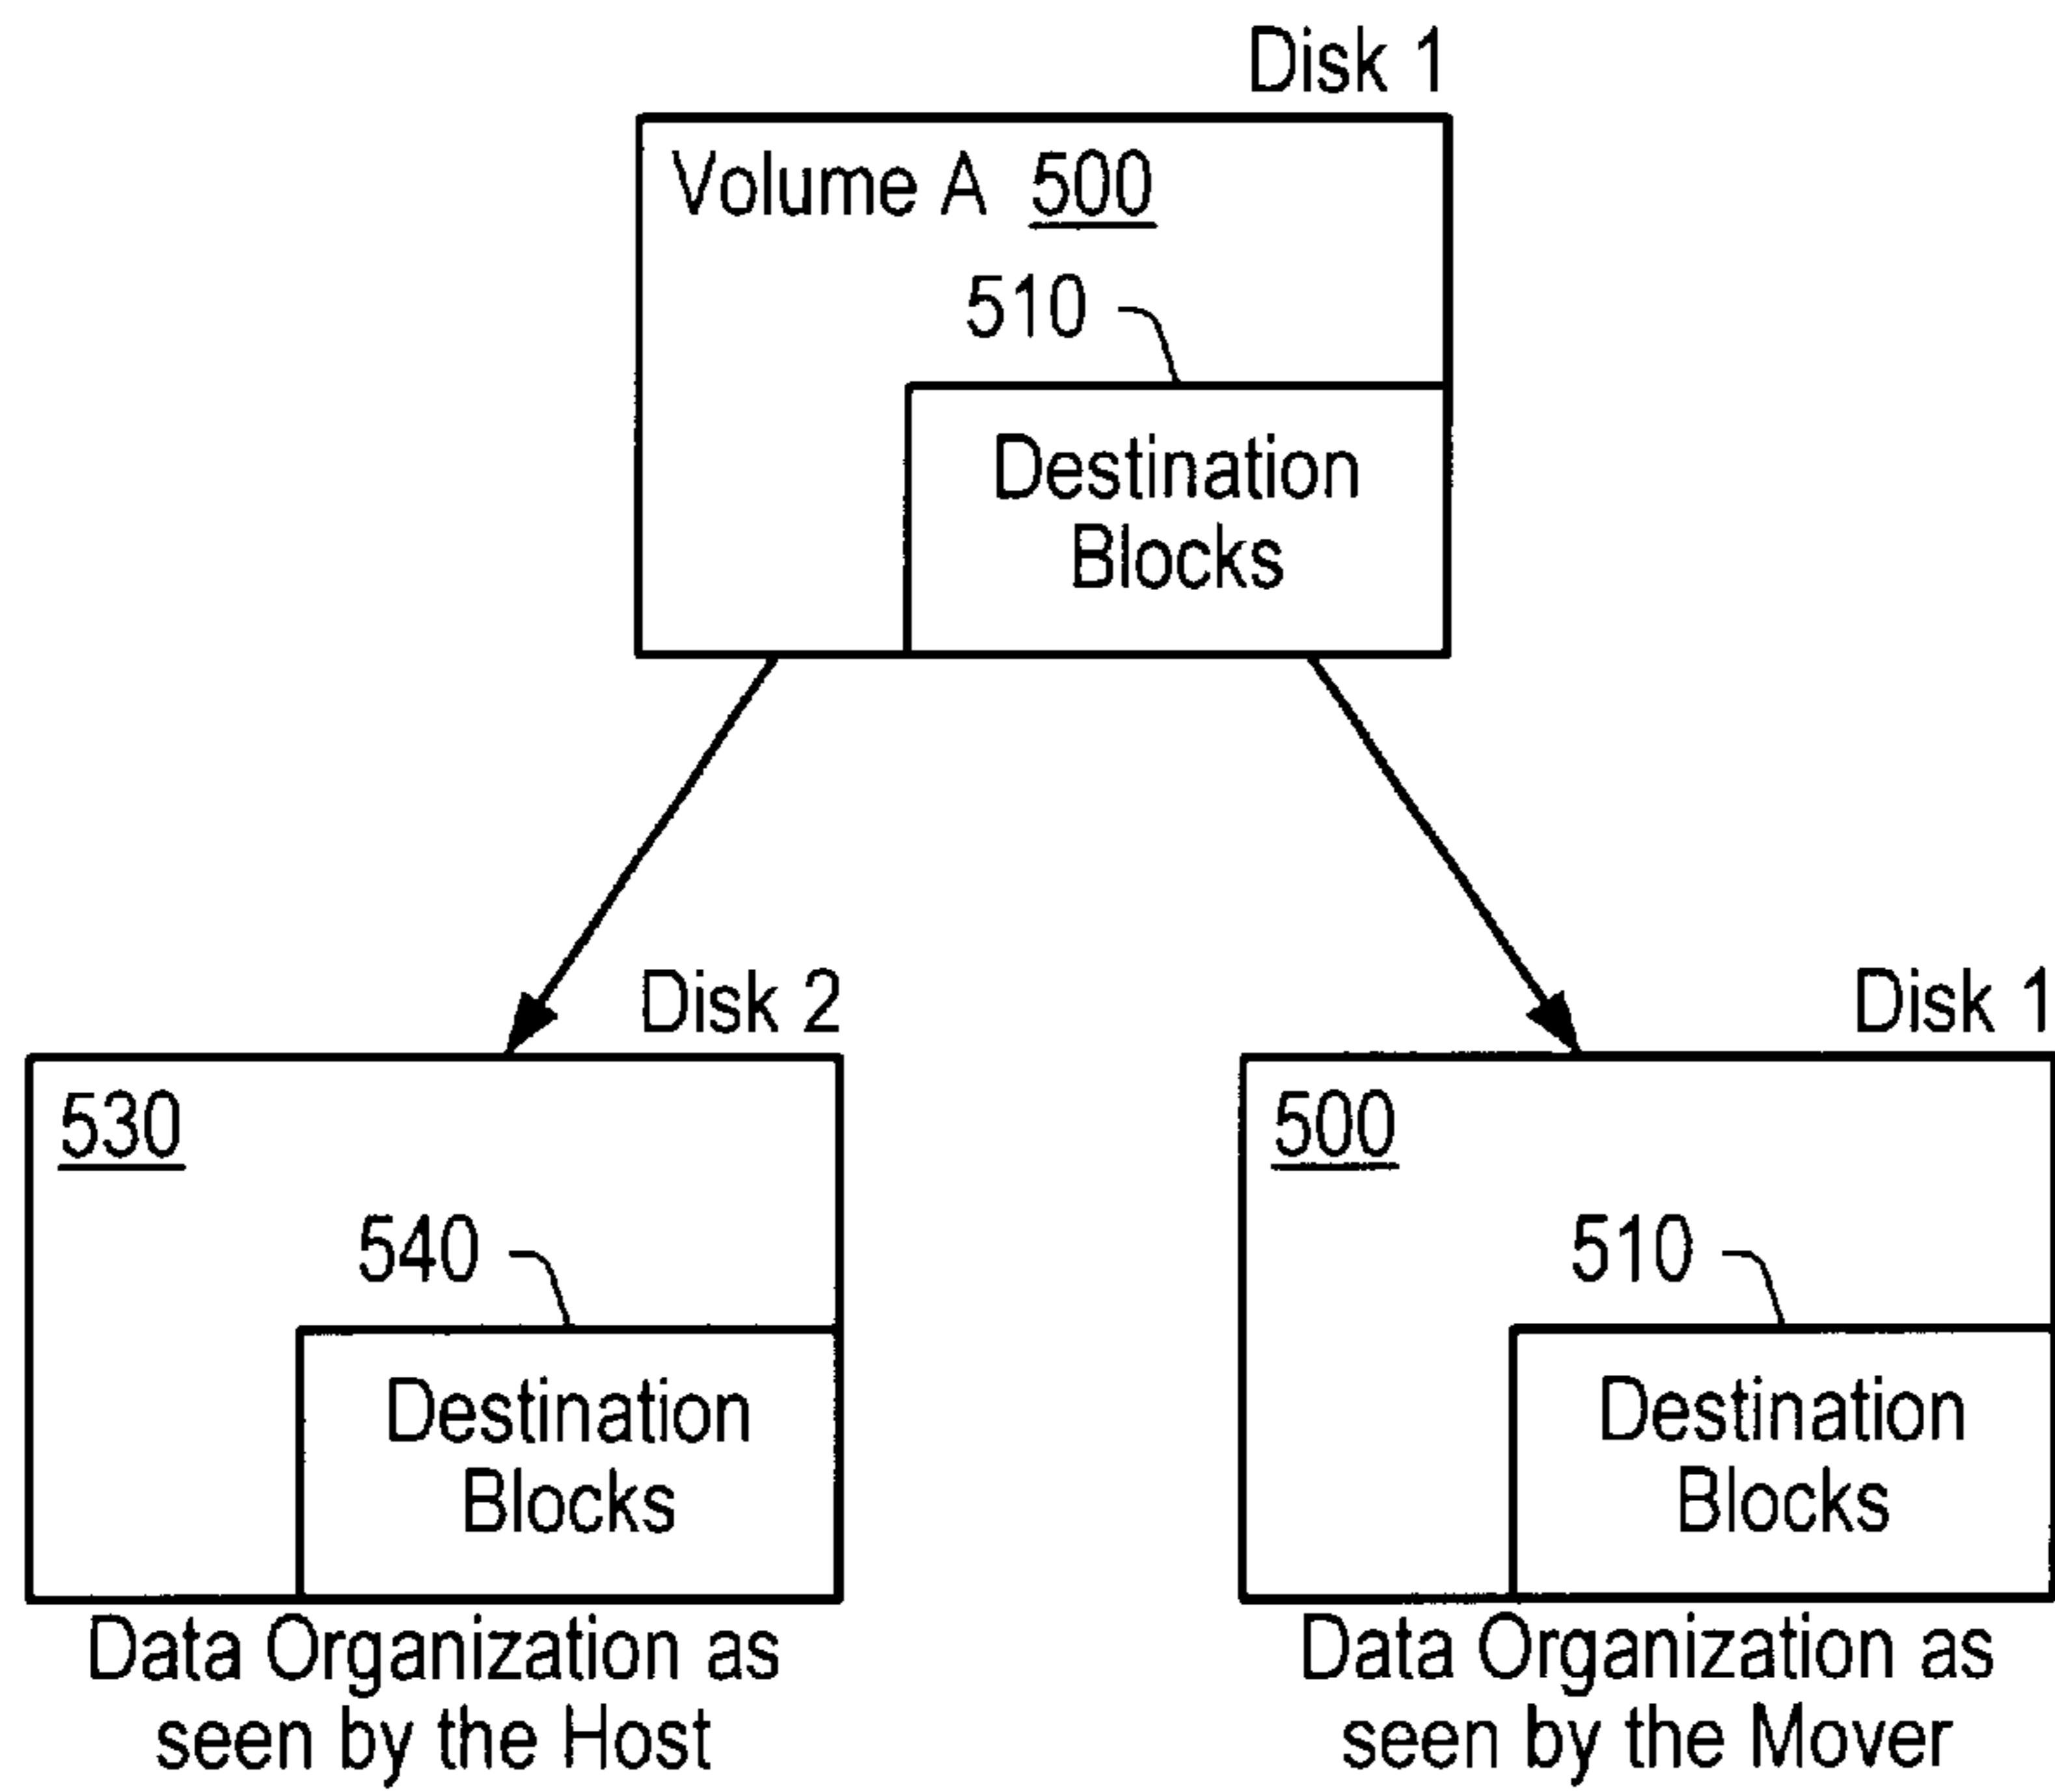 Disk 1
Volume A 500
510
Destination
Blocks
Disk 2
530
540
Destination
Blocks
Data Organization as
seen by the Host
Disk 1
500
510
Destination
Blocks
Data Organization as
seen by the Mover